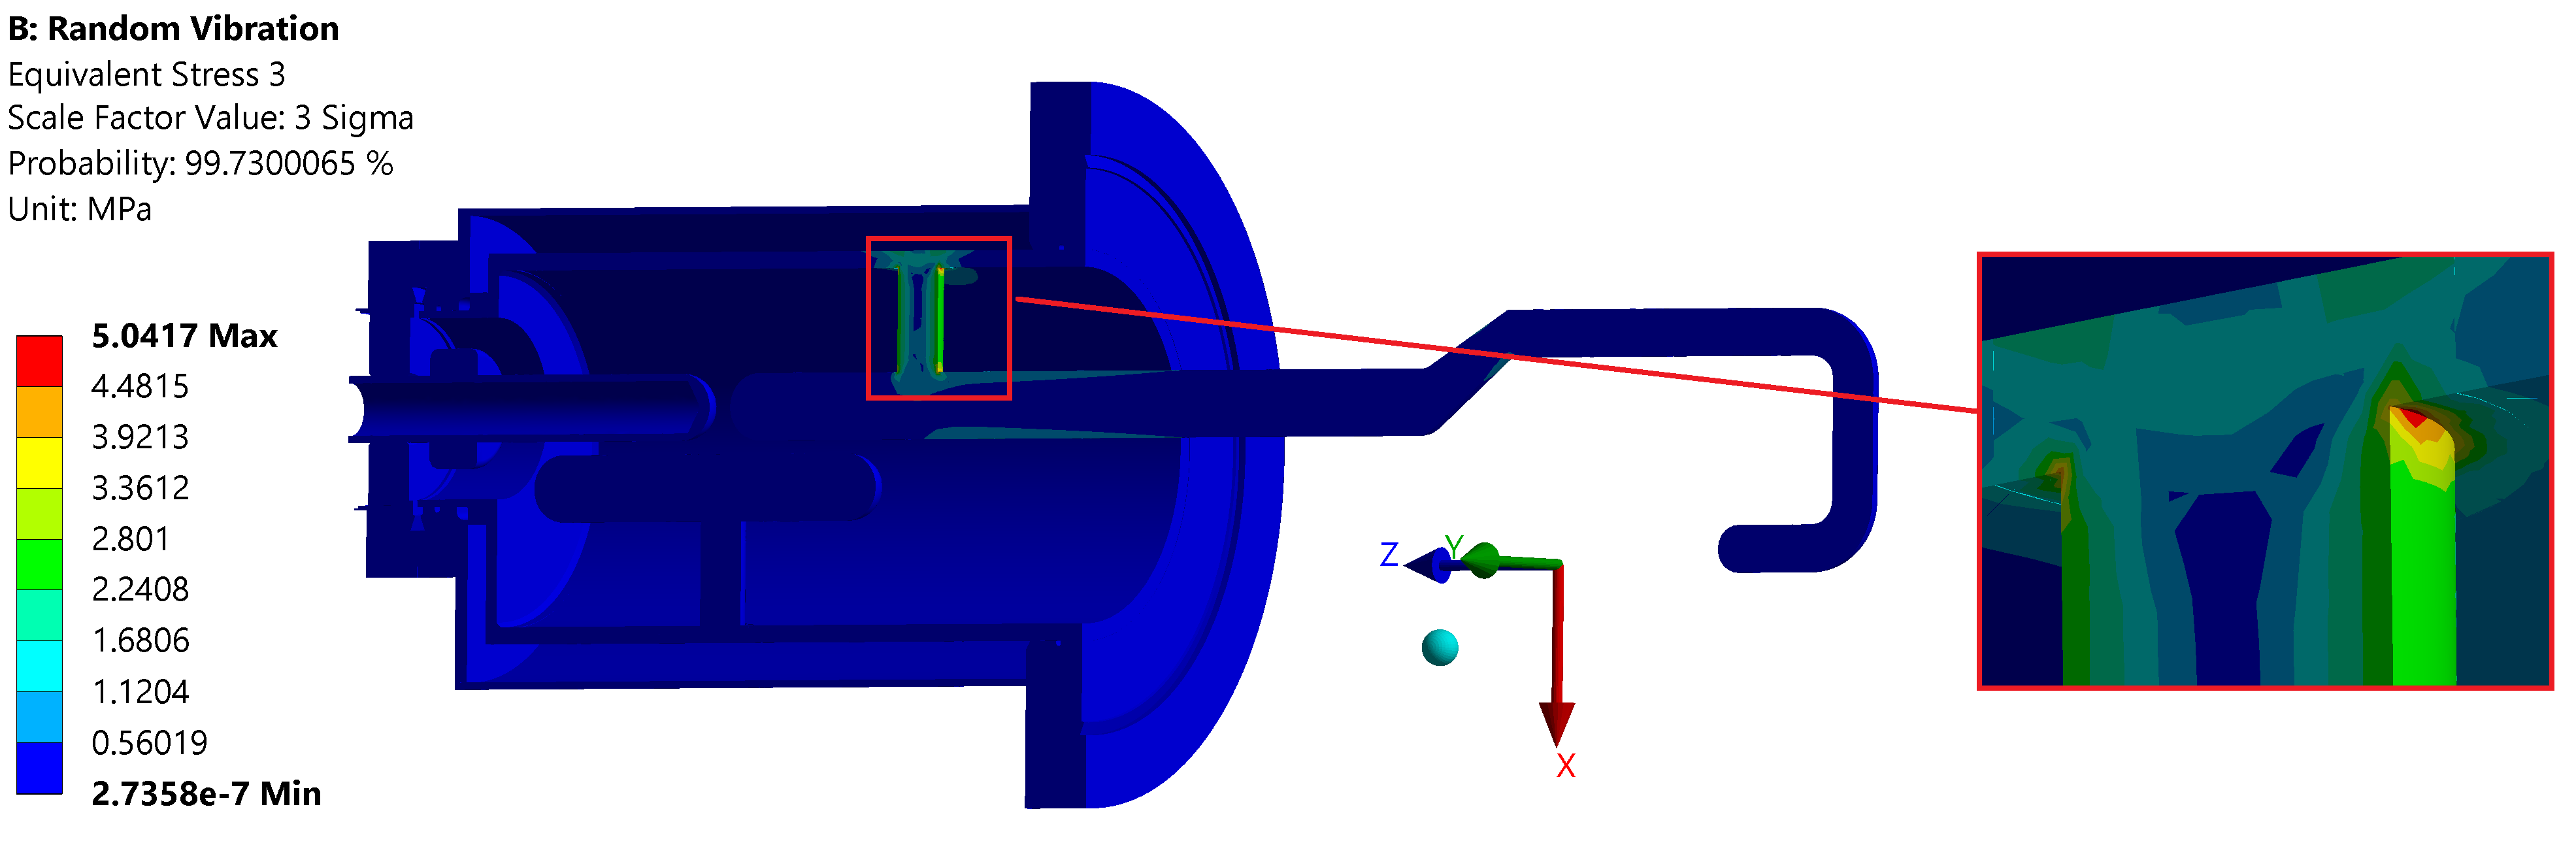 B: Random Vibration
Equivalent Stress 3
Scale Factor Value: 3 Sigma
Probability: 99.7300065 %
Unit: MPa
5.0417 Max
4.4815
3.9213
3.3612
2.801
2.2408
1.6806
1.1204
0.56019
2.7358e-7 Min
Z
Y
X